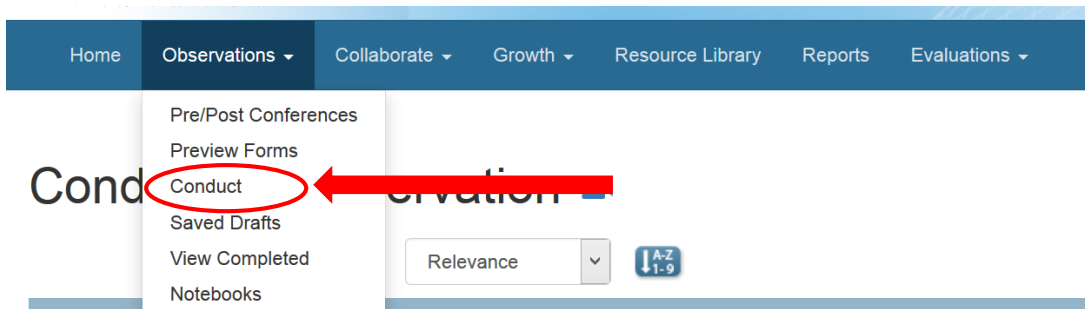 Home Observations Collaborate Growth Resource Library Reports Evaluations
Pre/Post Conferences
Preview Forms
Cond
Conduct
Saved Drafts
View Completed
Relevance
A-Z
1-9
Notebooks